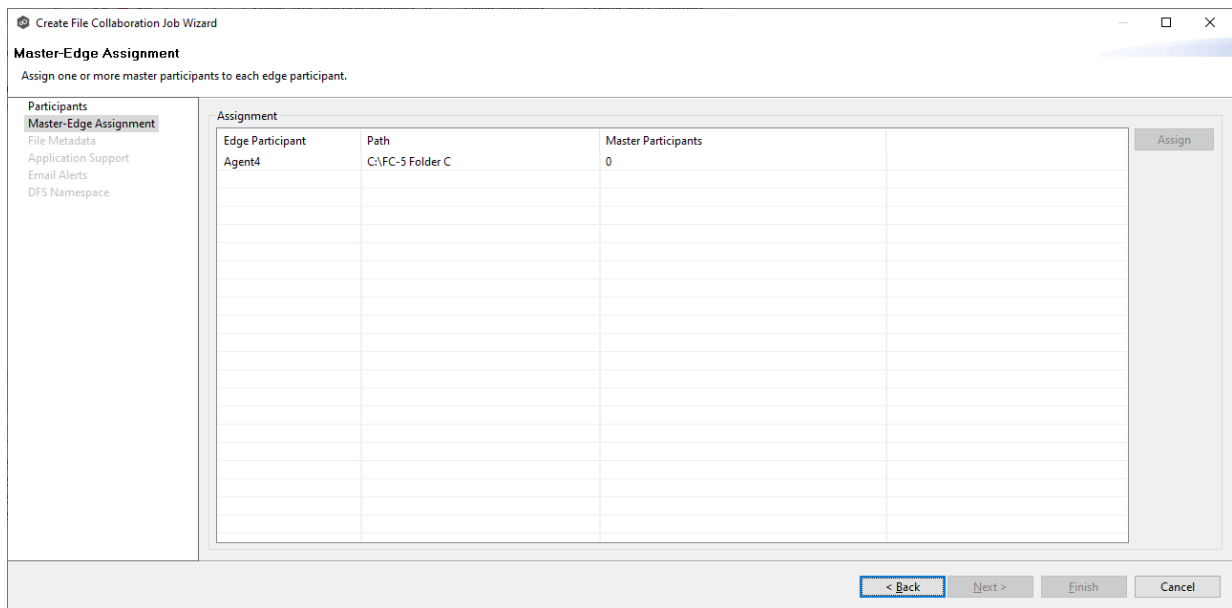 Create File Collaboration Job Wizard
Master-Edge Assignment
Assign one or more master participants to each edge participant.
Participants
Master-Edge Assignment
File Metadata
Application Support
Email Alerts
DFS Namespace
Assignment
Edge Participant Path Master Participants
Agent4 C:\FC-5 Folder C 0
Assign
< Back Next > Finish Cancel